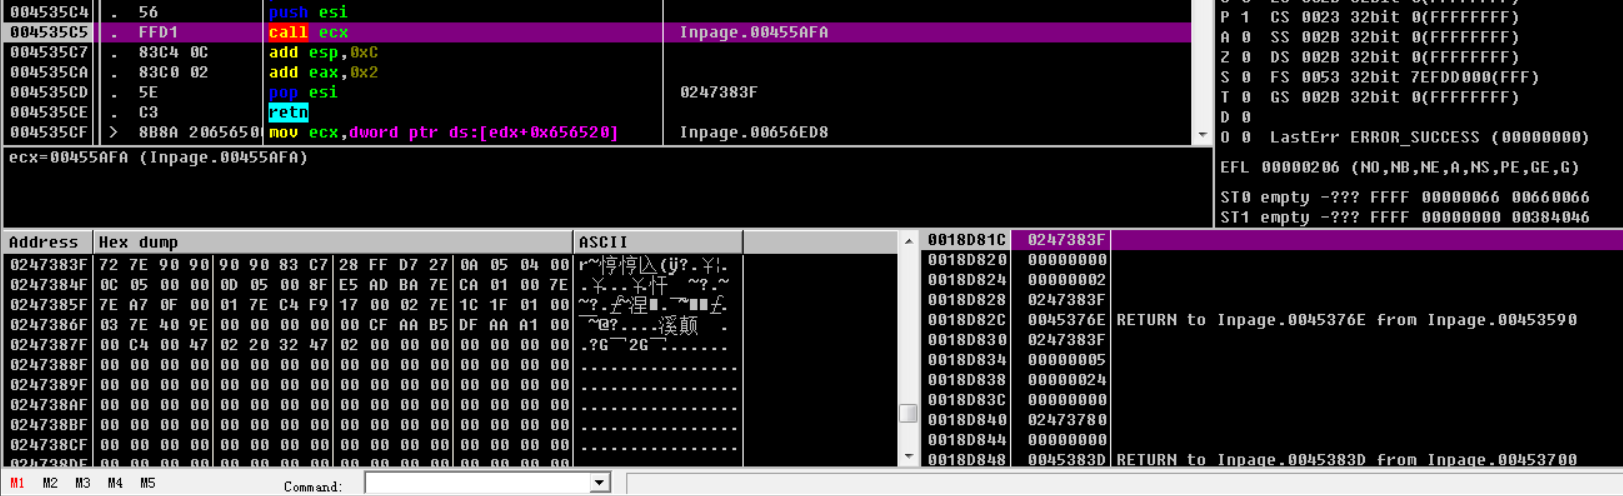 004535C4 . 56 push esi
004535C5 . FFD1 call ecx Inpage.00455AFA
004535C7 . 83C4 0C add esp,0xC
004535CA . 83C0 02 add eax,0x2
004535CD . 5E pop esi 0247383F
004535CE . C3 retn
004535CF > 8B8A 20656500 mov ecx,dword ptr ds:[edx+0x656520] Inpage.00656ED8
ecx=00455AFA (Inpage.00455AFA)
P 1 CS 0023 32bit 0(FFFFFFFF)
A 0 SS 002B 32bit 0(FFFFFFFF)
Z 0 DS 002B 32bit 0(FFFFFFFF)
S 0 FS 0053 32bit 7EFDD000(FFF)
T 0 GS 002B 32bit 0(FFFFFFFF)
D 0
O 0 LastErr ERROR_SUCCESS (00000000)
EFL 00000206 (NO,NB,NE,A,NS,PE,GE,G)
ST0 empty -??? FFFF 00000066 00660066
ST1 empty -??? FFFF 00000000 00384046
Address Hex dump ASCII
0247383F 72 7E 90 90 90 90 83 C7 28 FF D7 27 0A 05 04 00
0247384F 0C 05 00 00 0D 05 00 8F E5 AD BA 7E CA 01 00 7E
0247385F 7E A7 0F 00 01 7E C4 F9 17 00 02 7E 1C 1F 01 00
0247386F 03 7E 40 9E 00 00 00 00 00 CF AA B5 DF AA A1 00
0247387F 00 C4 00 47 02 20 32 47 02 00 00 00 00 00 00 00
0247388F 00 00 00 00 00 00 00 00 00 00 00 00 00 00 00 00 ................
0247389F 00 00 00 00 00 00 00 00 00 00 00 00 00 00 00 00 ................
024738AF 00 00 00 00 00 00 00 00 00 00 00 00 00 00 00 00 ................
024738BF 00 00 00 00 00 00 00 00 00 00 00 00 00 00 00 00 ................
024738CF 00 00 00 00 00 00 00 00 00 00 00 00 00 00 00 00 ................
0018D81C 0247383F
0018D820 00000000
0018D824 00000002
0018D828 0247383F
0018D82C 0045376E RETURN to Inpage.0045376E from Inpage.00453590
0018D830 0247383F
0018D834 00000005
0018D838 00000024
0018D83C 00000000
0018D840 02473780
0018D844 00000000
0018D848 0045383D RETURN to Inpage.0045383D from Inpage.00453700
M1 M2 M3 M4 M5 Command: